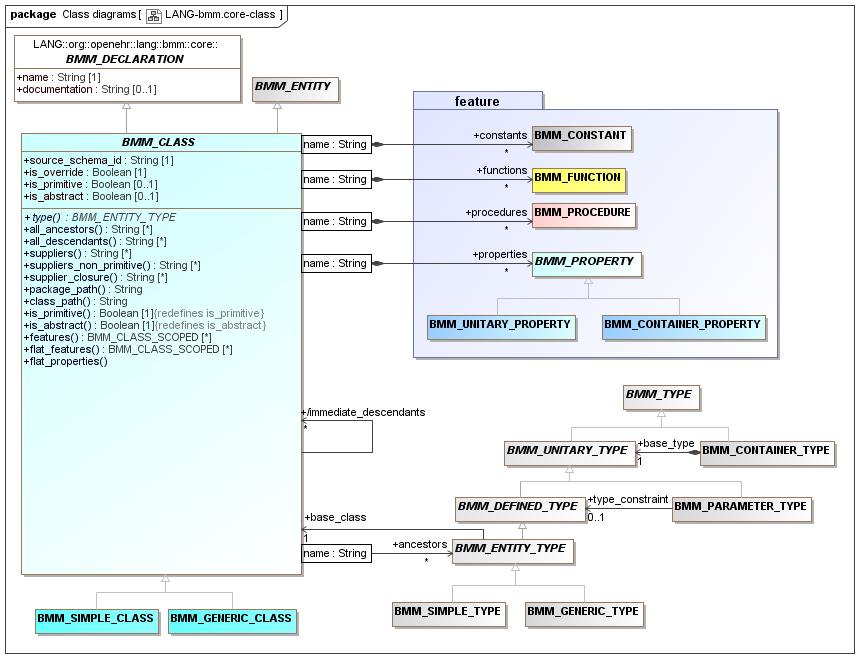 package Class diagrams [ LANG-bmm.core-class ]
LANG::org::openehr::lang::bmm::core::
BMM_DECLARATION
+name : String [1]
+documentation : String [0..1]
BMM_ENTITY
BMM_CLASS
+source_schema_id : String [1]
+is_override : Boolean [1]
+is_primitive : Boolean [0..1]
+is_abstract : Boolean [0..1]
+type() : BMM_ENTITY_TYPE
+all_ancestors() : String [*]
+all_descendants() : String [*]
+suppliers() : String [*]
+suppliers_non_primitive() : String [*]
+supplier_closure() : String [*]
+package_path() : String
+class_path() : String
+is_primitive() : Boolean [1]{redefines is_primitive}
+is_abstract() : Boolean [1]{redefines is_abstract}
+features() : BMM_CLASS_SCOPED [*]
+flat_features() : BMM_CLASS_SCOPED [*]
+flat_properties()
feature
name : String
+constants
*
BMM_CONSTANT
name : String
+functions
*
BMM_FUNCTION
name : String
+procedures
*
BMM_PROCEDURE
name : String
+properties
*
BMM_PROPERTY
BMM_UNITARY_PROPERTY
BMM_CONTAINER_PROPERTY
+/immediate_descendants
*
BMM_TYPE
BMM_UNITARY_TYPE
+base_type
1
BMM_CONTAINER_TYPE
BMM_DEFINED_TYPE
+type_constraint
0..1
BMM_PARAMETER_TYPE
+base_class
1
name : String
+ancestors
*
BMM_ENTITY_TYPE
BMM_SIMPLE_TYPE
BMM_GENERIC_TYPE
BMM_SIMPLE_CLASS
BMM_GENERIC_CLASS